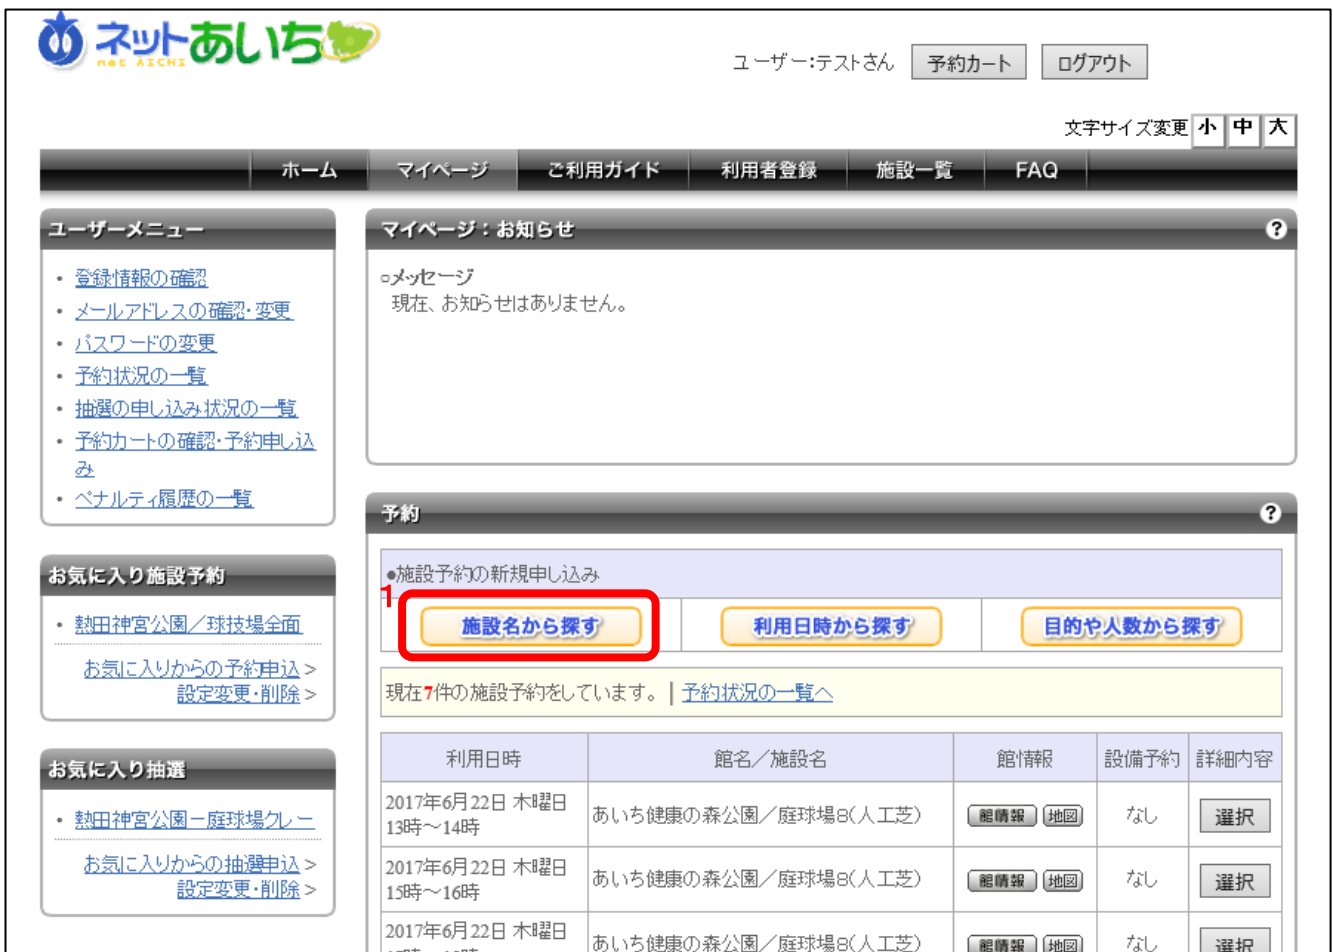 ネットあいち
net AICHI
ユーザー:テストさん 予約カート ログアウト
文字サイズ変更 小 中 大
ホーム マイページ ご利用ガイド 利用者登録 施設一覧 FAQ
ユーザーメニュー
・登録情報の確認
・メールアドレスの確認・変更
・パスワードの変更
・予約状況の一覧
・抽選の申し込み状況の一覧
・予約カートの確認・予約申し込
み
・ペナルティ履歴の一覧
お気に入り施設予約
・熱田神宮公園／球技場全面
お気に入りからの予約申込>
設定変更・削除>
お気に入り抽選
・熱田神宮公園－庭球場クレー
お気に入りからの抽選申込>
設定変更・削除>
マイページ：お知らせ ?
○メッセージ
現在、お知らせはありません。
予約 ?
●施設予約の新規申し込み
1
施設名から探す 利用日時から探す 目的や人数から探す
現在7件の施設予約をしています。 | 予約状況の一覧へ
利用日時 館名／施設名 館情報 設備予約 詳細内容
2017年6月22日 木曜日
13時～14時 あいち健康の森公園／庭球場8(人工芝) 館情報 地図 なし 選択
2017年6月22日 木曜日
15時～16時 あいち健康の森公園／庭球場8(人工芝) 館情報 地図 なし 選択
2017年6月22日 木曜日
あいち健康の森公園／庭球場8(人工芝) 館情報 地図 なし 選択